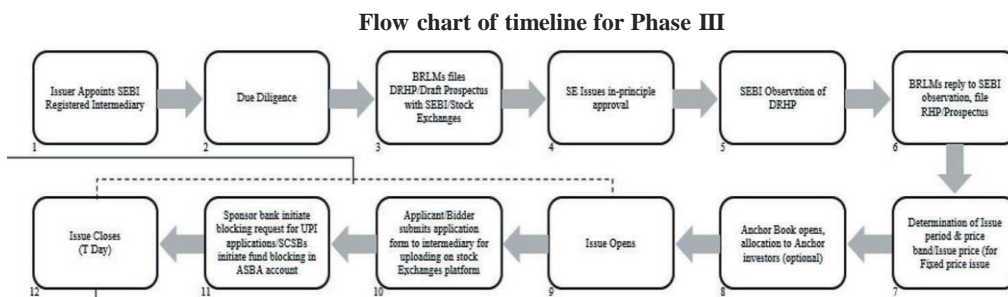 Flow chart of timeline for Phase III
Issuer Appoints SEBI
Registered Intermediary
1
Due Diligence
2
BRLMs files
DRHP/Draft Prospectus
with SEBI/Stock
Exchanges
3
SE Issues in-principle
approval
4
SEBI Observation of
DRHP
5
BRLMs reply to SEBI
observation, file
RHP/Prospectus
6
Determination of Issue
period & price
band/Issue price (for
Fixed price issue
7
Anchor Book opens,
allocation to Anchor
investors (optional)
8
Issue Opens
9
Applicant/Bidder
submits application
form to intermediary for
uploading on stock
Exchanges platform
10
Sponsor bank initiate
blocking request for UPI
applications/SCSBs
initiate fund blocking in
ASBA account
11
Issue Closes
(T Day)
12